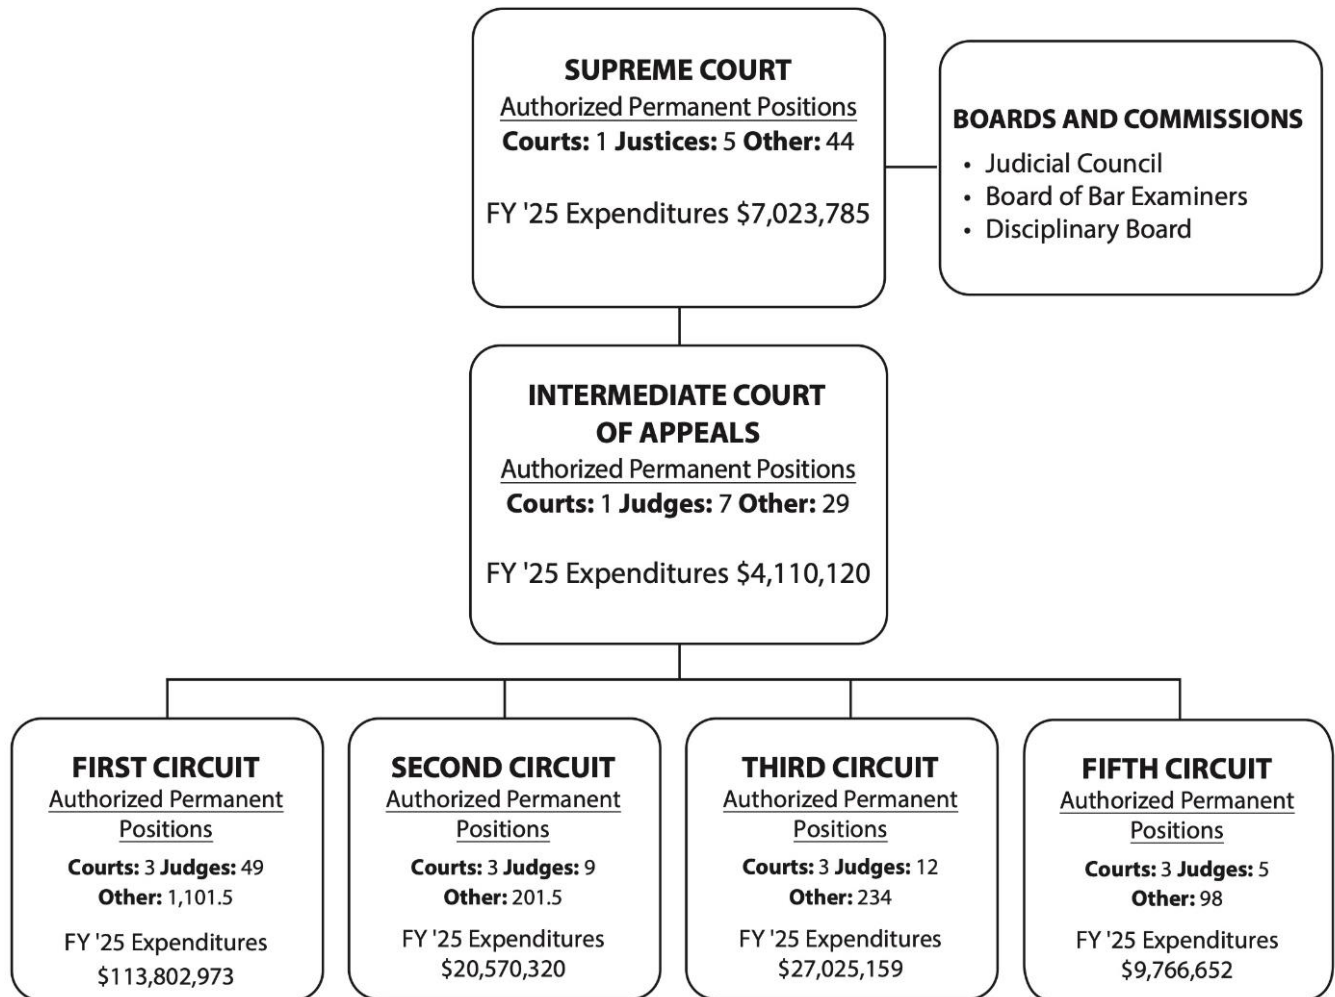 SUPREME COURT
Authorized Permanent Positions
Courts: 1 Justices: 5 Other: 44
FY '25 Expenditures $7,023,785
BOARDS AND COMMISSIONS
• Judicial Council
• Board of Bar Examiners
• Disciplinary Board
INTERMEDIATE COURT
OF APPEALS
Authorized Permanent Positions
Courts: 1 Judges: 7 Other: 29
FY '25 Expenditures $4,110,120
FIRST CIRCUIT
Authorized Permanent
Positions
Courts: 3 Judges: 49
Other: 1,101.5
FY '25 Expenditures
$113,802,973
SECOND CIRCUIT
Authorized Permanent
Positions
Courts: 3 Judges: 9
Other: 201.5
FY '25 Expenditures
$20,570,320
THIRD CIRCUIT
Authorized Permanent
Positions
Courts: 3 Judges: 12
Other: 234
FY '25 Expenditures
$27,025,159
FIFTH CIRCUIT
Authorized Permanent
Positions
Courts: 3 Judges: 5
Other: 98
FY '25 Expenditures
$9,766,652